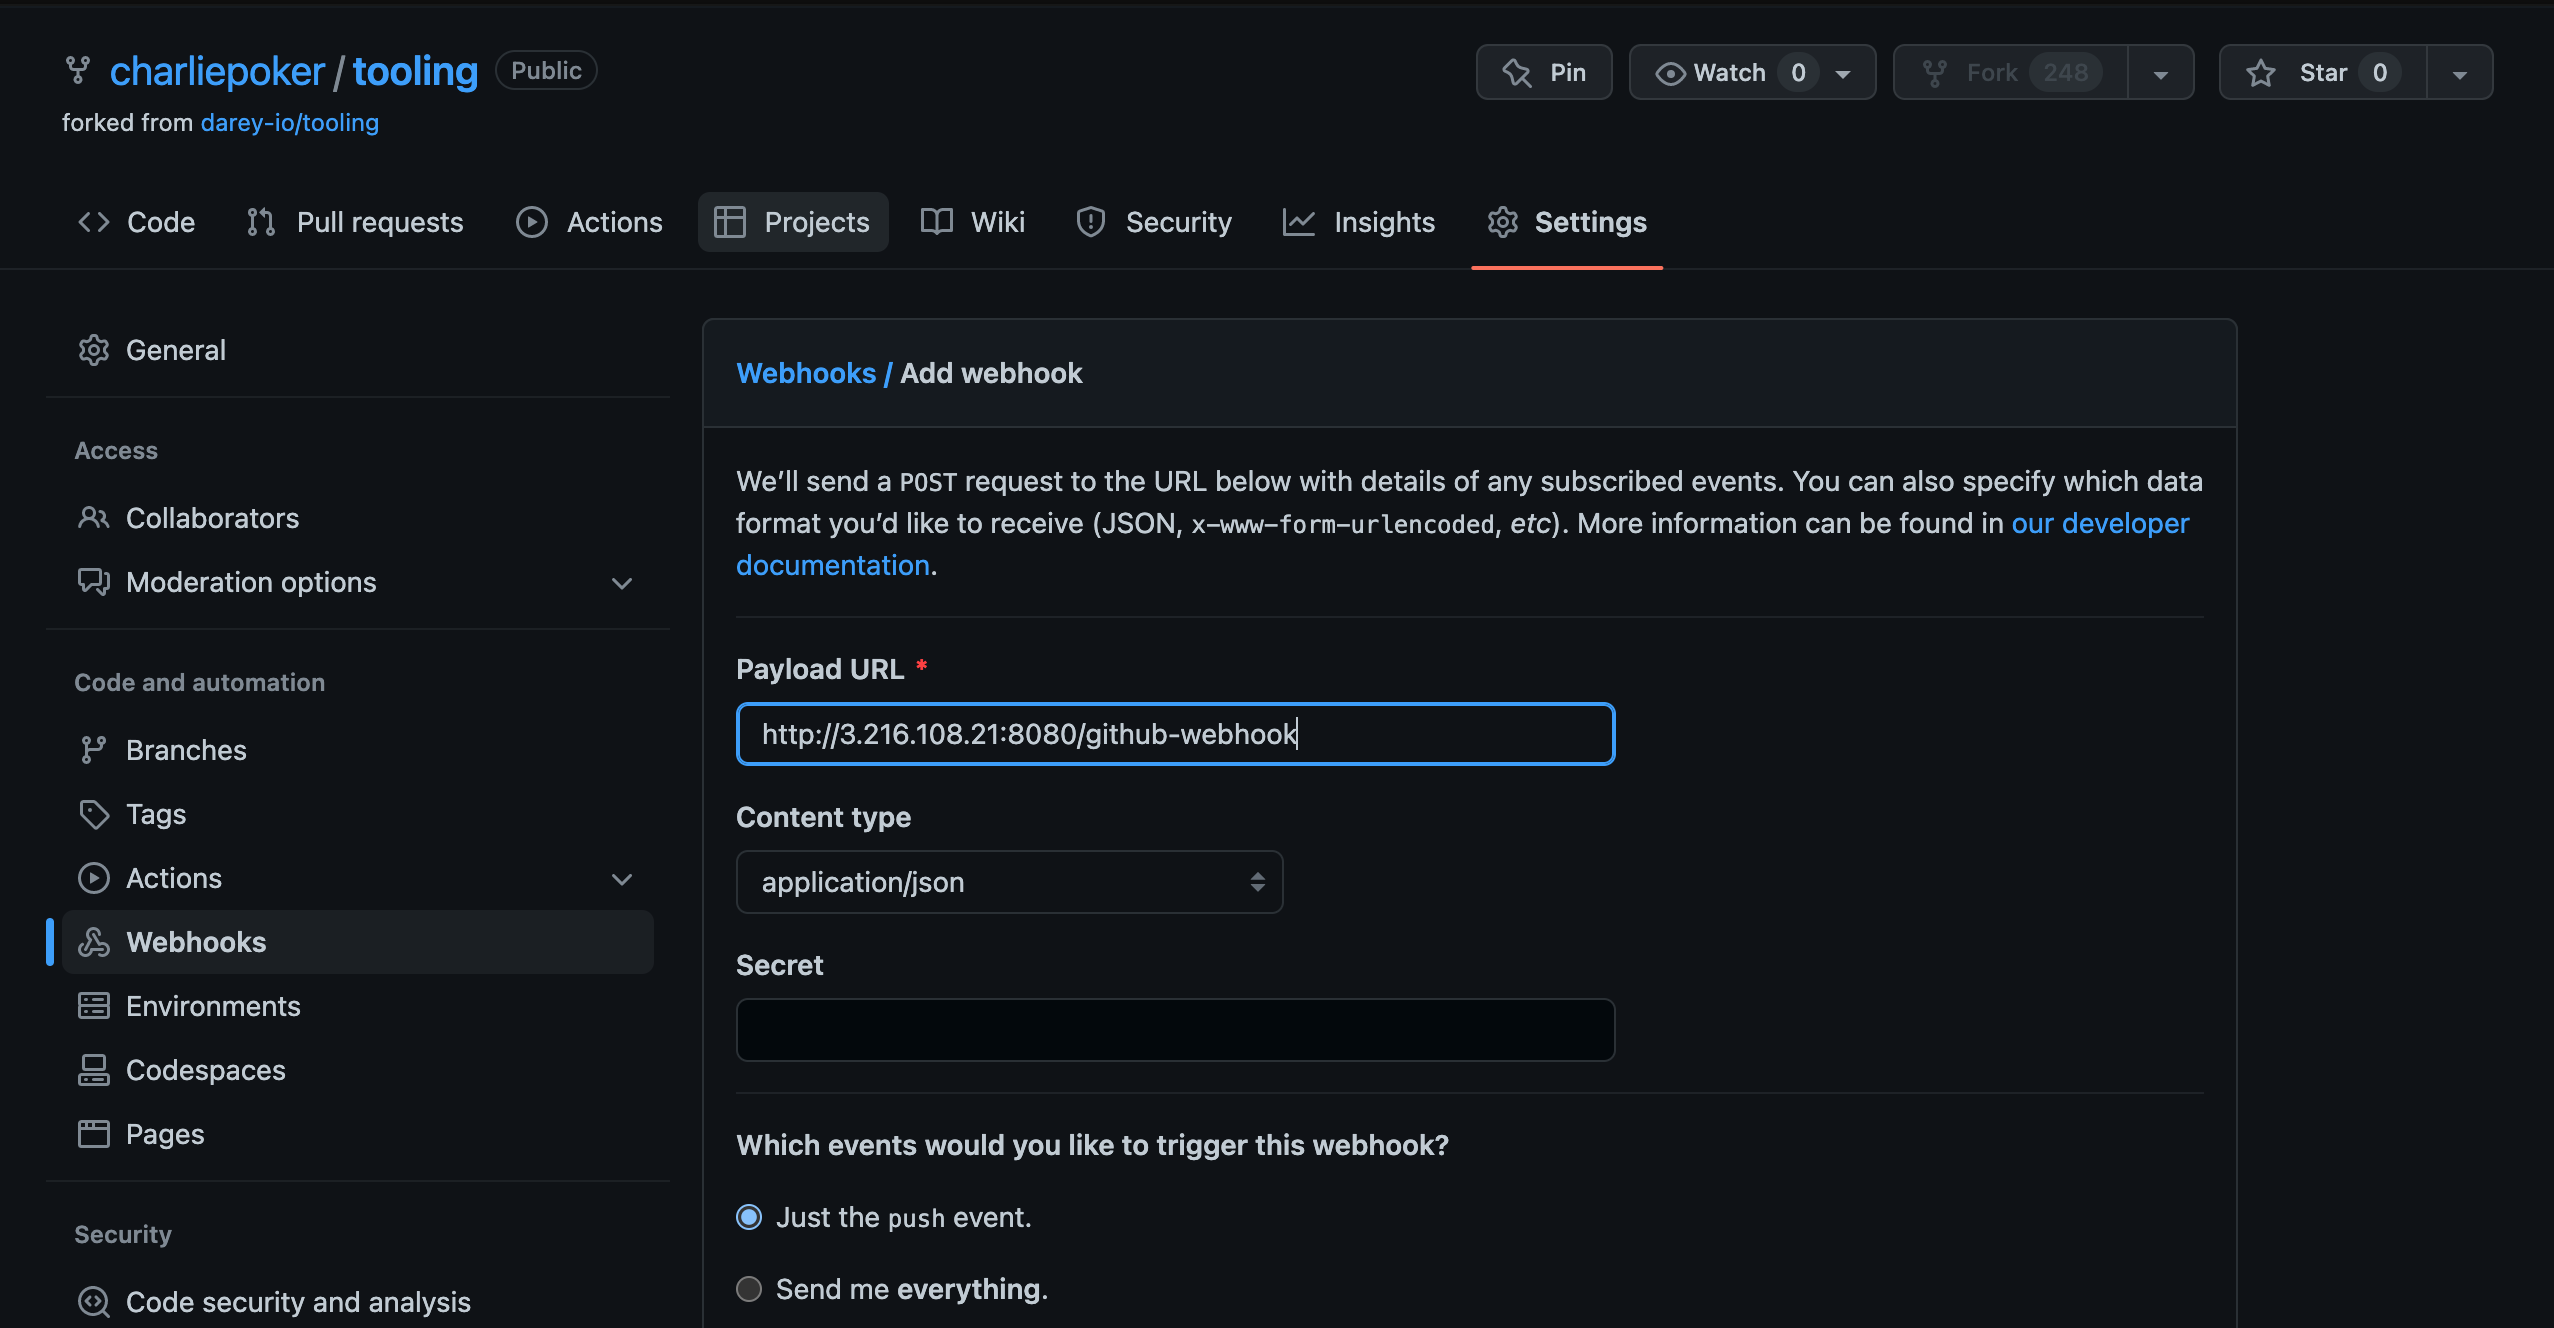 charliepoker / tooling Public
Pin Watch 0 Fork 248 Star 0
forked from darey-io/tooling
Code Pull requests Actions Projects Wiki Security Insights Settings
General
Access
Collaborators
Moderation options
Code and automation
Branches
Tags
Actions
Webhooks
Environments
Codespaces
Pages
Security
Code security and analysis
Webhooks / Add webhook
We’ll send a POST request to the URL below with details of any subscribed events. You can also specify which data
format you’d like to receive (JSON, x-www-form-urlencoded, etc). More information can be found in our developer
documentation.
Payload URL *
http://3.216.108.21:8080/github-webhook
Content type
application/json
Secret
Which events would you like to trigger this webhook?
Just the push event.
Send me everything.